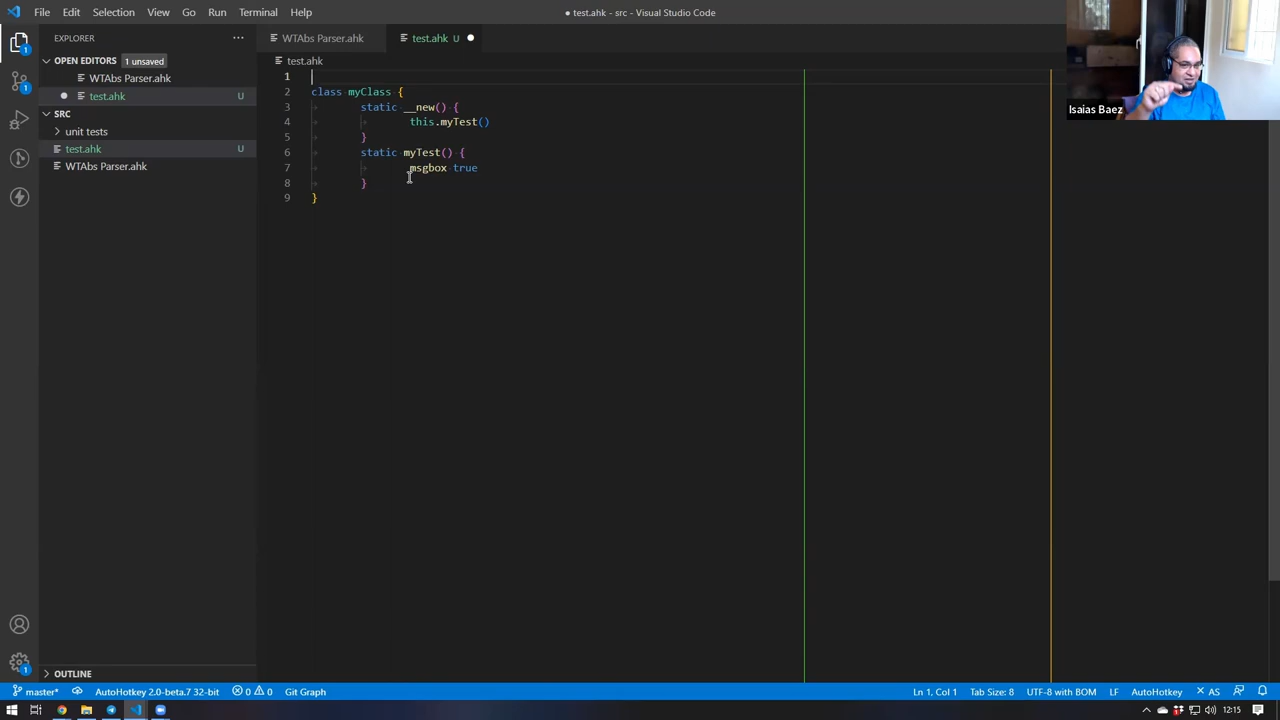 File Edit Selection View Go Run Terminal Help
● test.ahk - src - Visual Studio Code
EXPLORER
OPEN EDITORS 1 unsaved
WTAbs Parser.ahk
test.ahk U
SRC
unit tests
test.ahk U
WTAbs Parser.ahk
OUTLINE
WTAbs Parser.ahk
test.ahk U
test.ahk
1
2 class myClass {
3 static __new() {
4 this.myTest()
5 }
6 static myTest() {
7 msgbox true
8 }
9 }
Isaias Baez
1
1
1
master*
AutoHotkey 2.0-beta.7 32-bit
0 0
Git Graph
Ln 1, Col 1
Tab Size: 8
UTF-8 with BOM
LF
AutoHotkey
AS
12:15